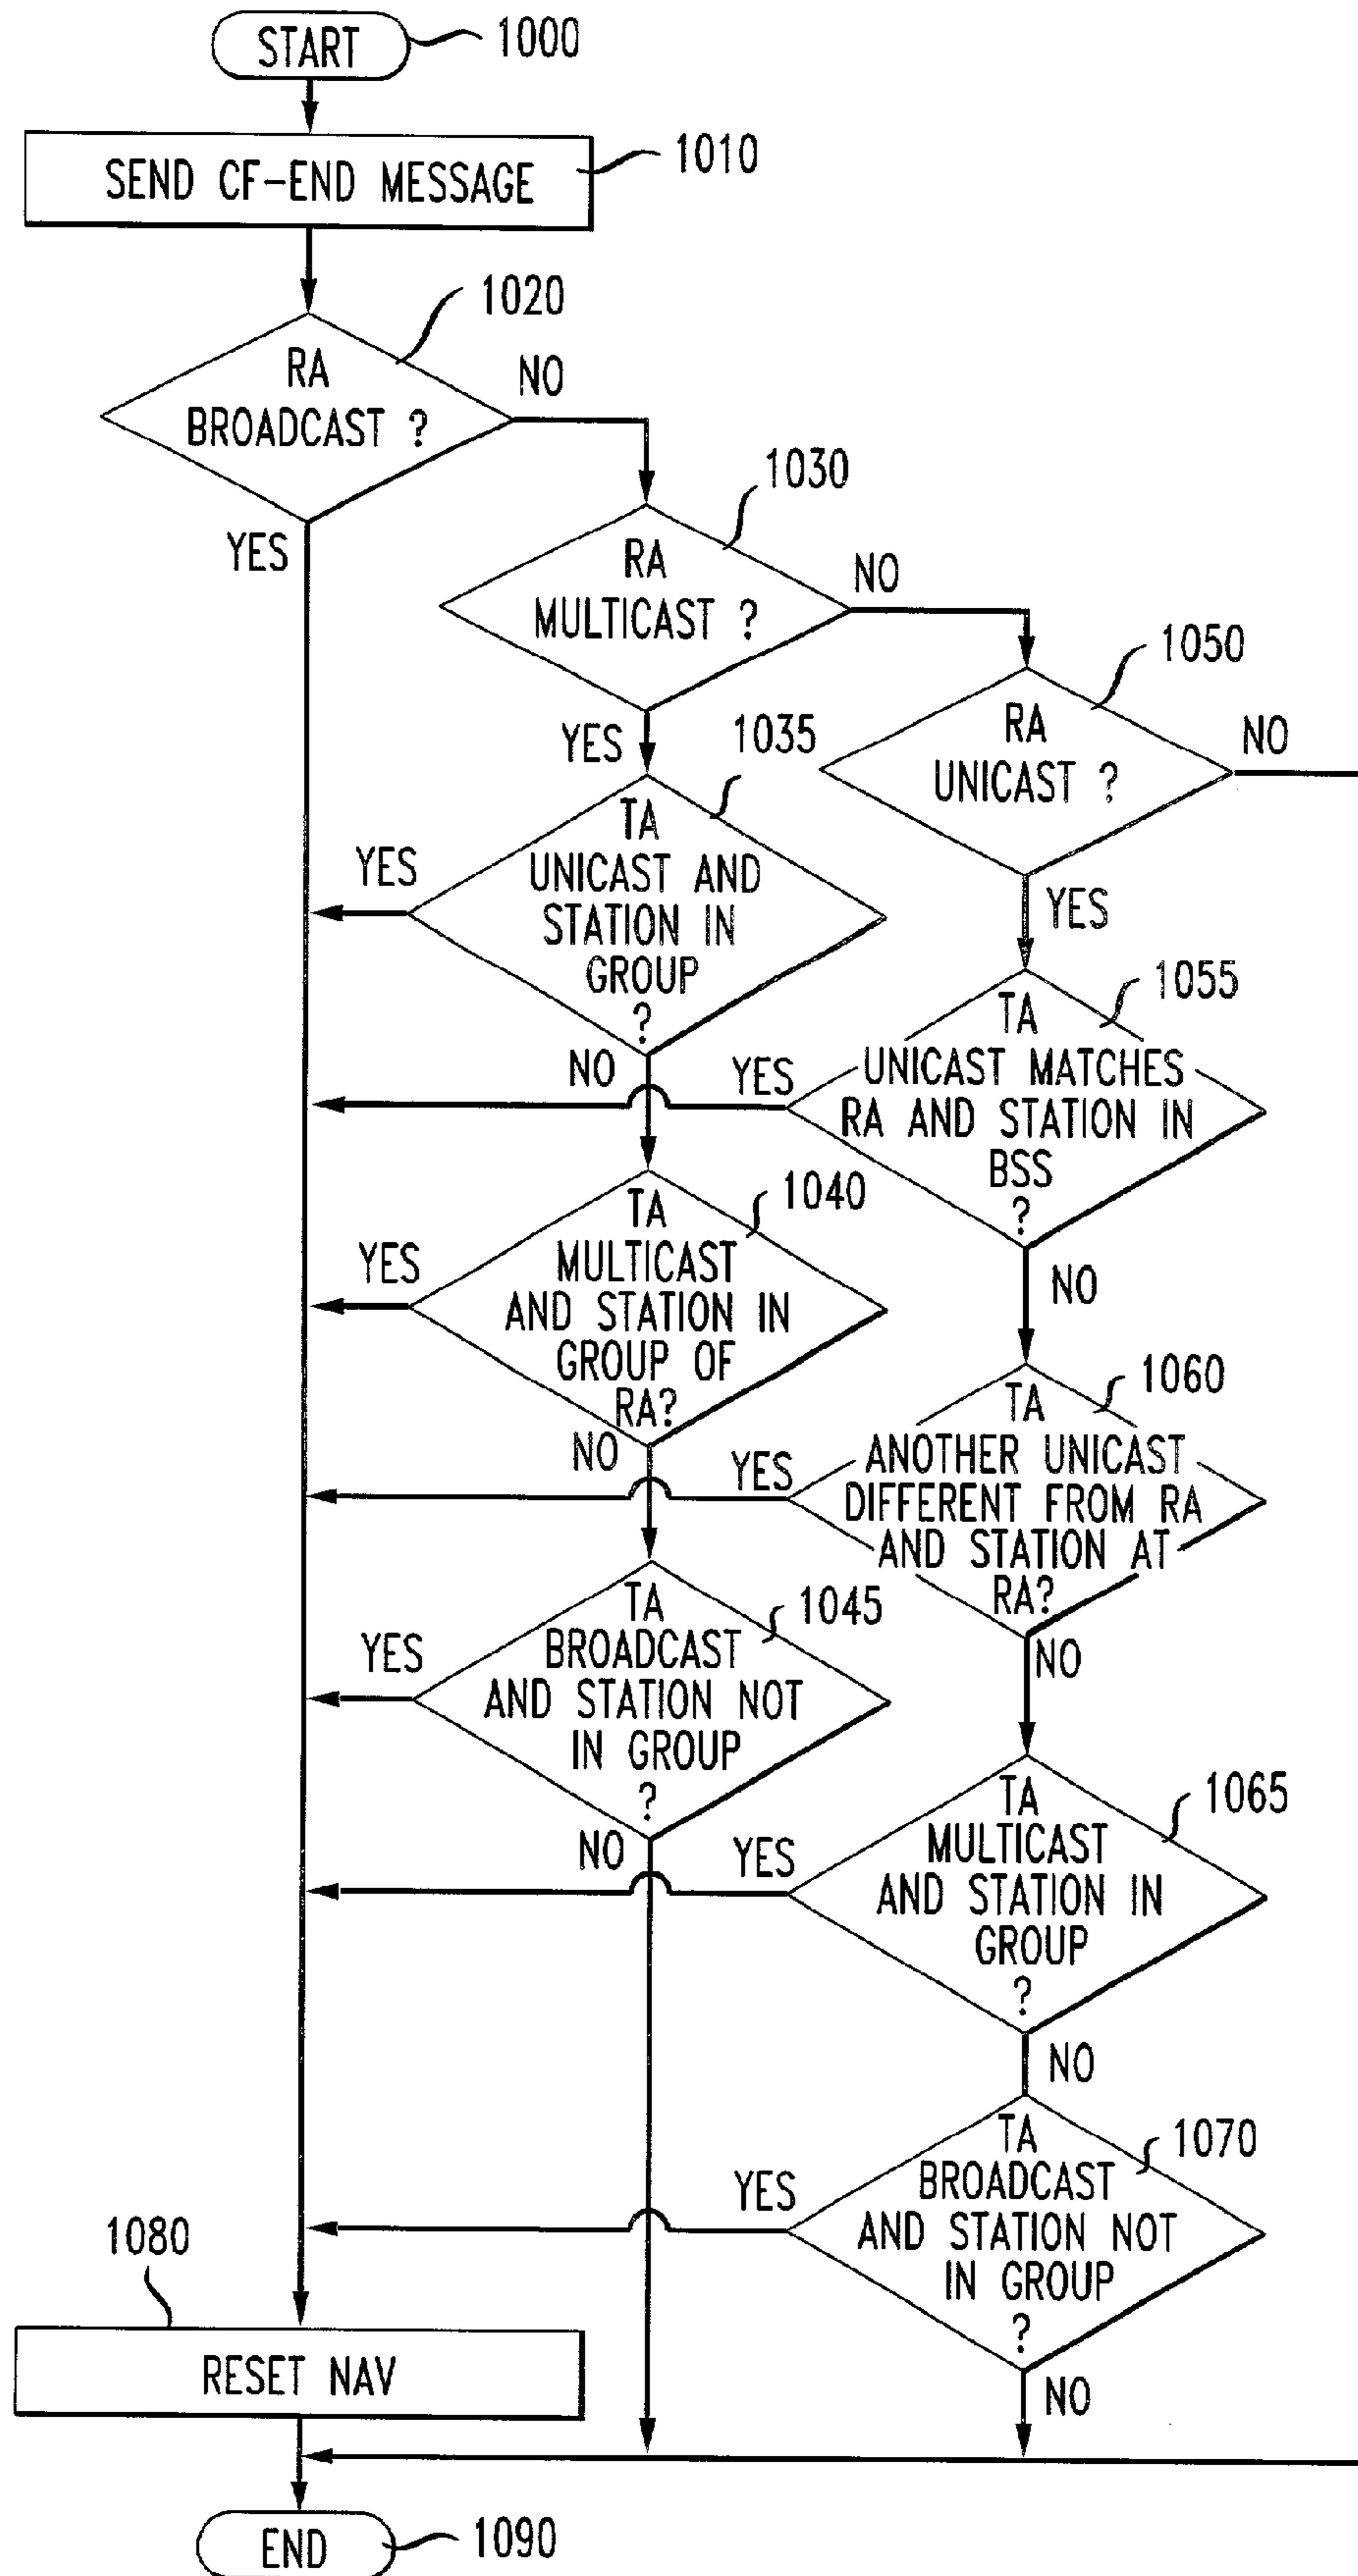 START
1000
SEND CF-END MESSAGE
1010
1020
RA
BROADCAST ?
NO
YES
1030
RA
MULTICAST ?
NO
YES
1050
RA
UNICAST ?
NO
YES
1035
TA
UNICAST AND
STATION IN
GROUP
?
YES
NO
1055
TA
UNICAST MATCHES
RA AND STATION IN
BSS
?
YES
NO
1040
TA
MULTICAST
AND STATION IN
GROUP OF
RA?
YES
NO
1060
TA
ANOTHER UNICAST
DIFFERENT FROM RA
AND STATION AT
RA?
YES
NO
1045
TA
BROADCAST
AND STATION NOT
IN GROUP
?
YES
NO
1065
TA
MULTICAST
AND STATION IN
GROUP
?
YES
NO
1070
TA
BROADCAST
AND STATION NOT
IN GROUP
?
YES
NO
1080
RESET NAV
END
1090